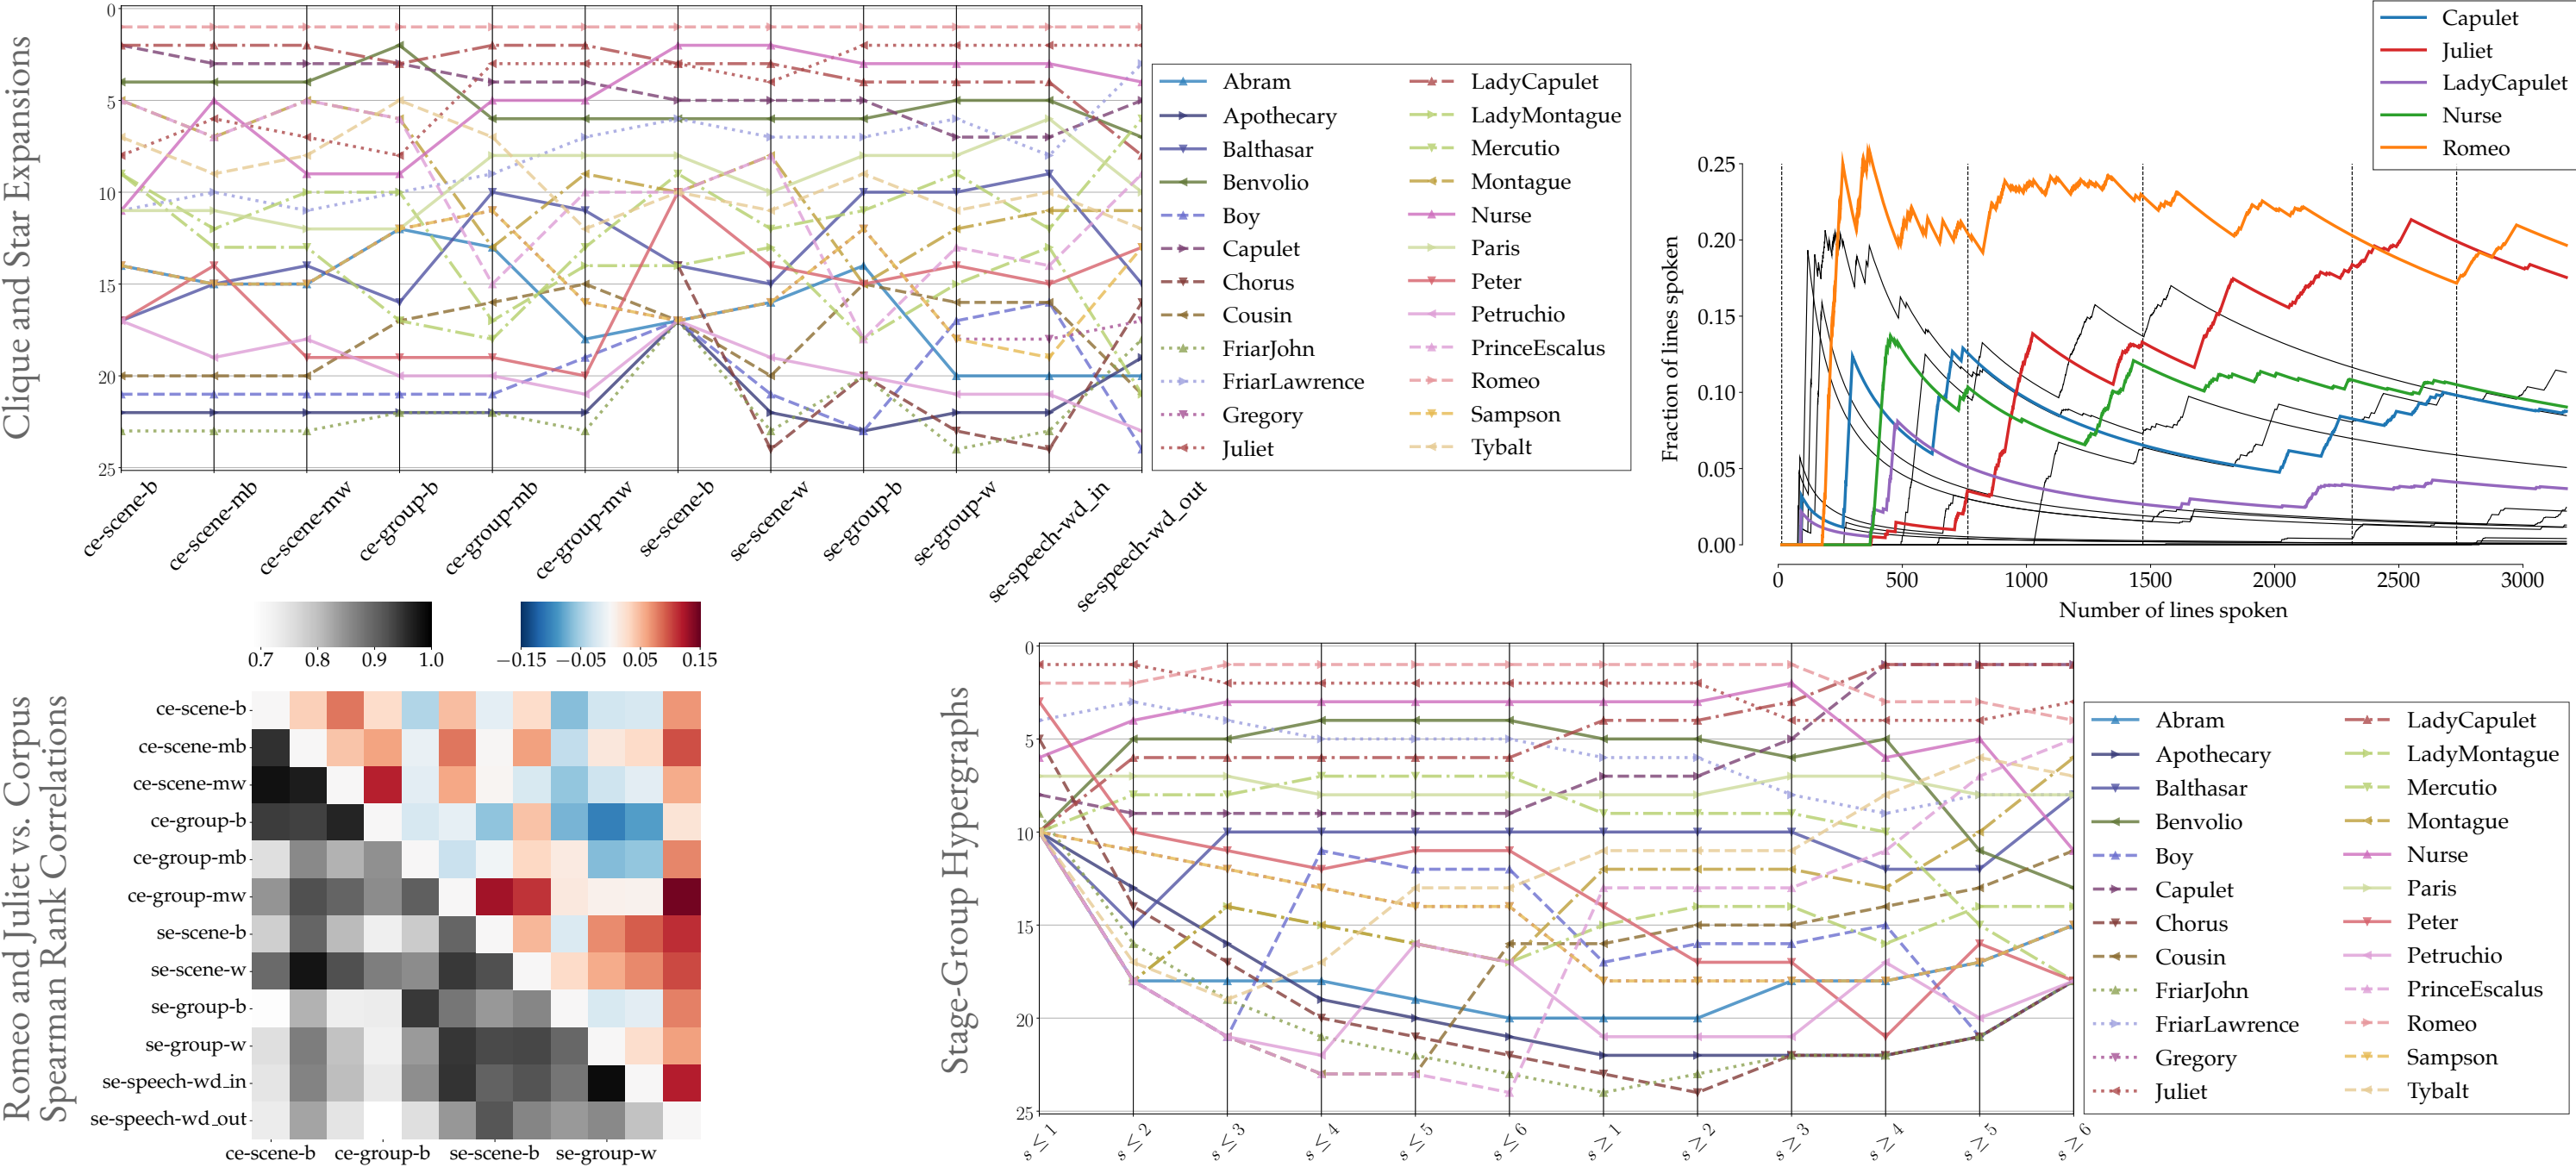 Clique and Star Expansions
0
5
10
15
20
25
ce-scene-b
ce-scene-mb
ce-scene-mw
ce-group-b
ce-group-mb
ce-group-mw
se-scene-b
se-scene-w
se-group-b
se-group-w
se-speech-wd_in
se-speech-wd_out
Abram
Apothecary
Balthasar
Benvolio
Boy
Capulet
Chorus
Cousin
FriarJohn
FriarLawrence
Gregory
Juliet
LadyCapulet
LadyMontague
Mercutio
Montague
Nurse
Paris
Peter
Petruchio
PrinceEscalus
Romeo
Sampson
Tybalt
Capulet
Juliet
LadyCapulet
Nurse
Romeo
Fraction of lines spoken
0.25
0.20
0.15
0.10
0.05
0.00
0 500 1000 1500 2000 2500 3000
Number of lines spoken
Romeo and Juliet vs. Corpus
Spearman Rank Correlations
0.7 0.8 0.9 1.0
−0.15 −0.05 0.05 0.15
ce-scene-b
ce-scene-mb
ce-scene-mw
ce-group-b
ce-group-mb
ce-group-mw
se-scene-b
se-scene-w
se-group-b
se-group-w
se-speech-wd_in
se-speech-wd_out
ce-scene-b ce-group-b se-scene-b se-group-w
Stage-Group Hypergraphs
0
5
10
15
20
25
s ≤ 1
s ≤ 2
s ≤ 3
s ≤ 4
s ≤ 5
s ≤ 6
s ≥ 1
s ≥ 2
s ≥ 3
s ≥ 4
s ≥ 5
s ≥ 6
Abram
Apothecary
Balthasar
Benvolio
Boy
Capulet
Chorus
Cousin
FriarJohn
FriarLawrence
Gregory
Juliet
LadyCapulet
LadyMontague
Mercutio
Montague
Nurse
Paris
Peter
Petruchio
PrinceEscalus
Romeo
Sampson
Tybalt